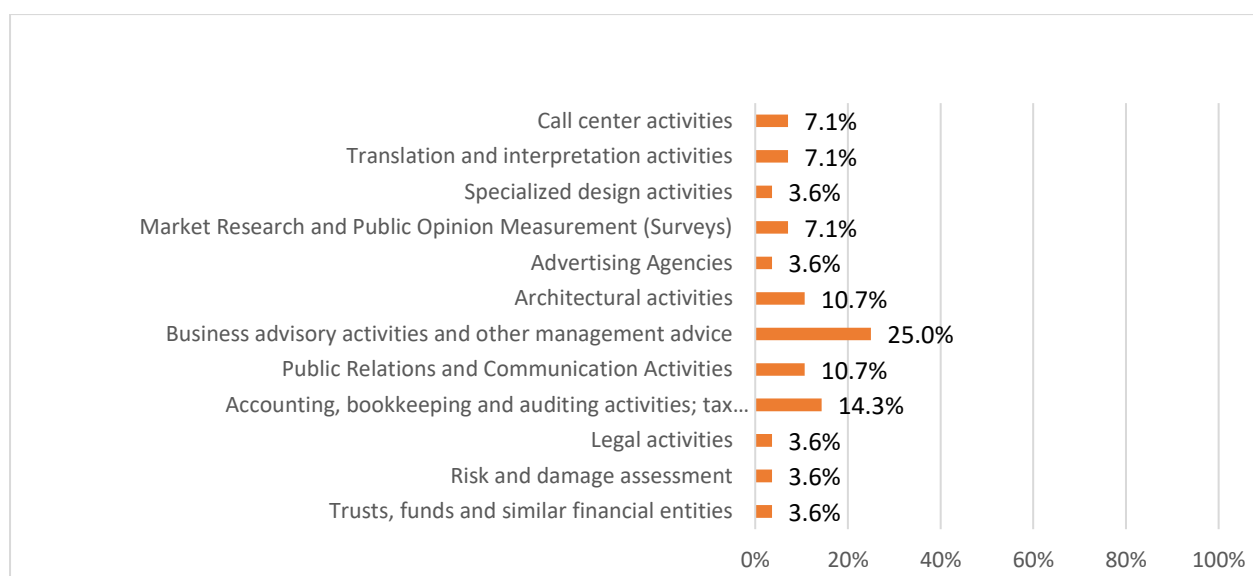 Call center activities 7.1%
Translation and interpretation activities 7.1%
Specialized design activities 3.6%
Market Research and Public Opinion Measurement (Surveys) 7.1%
Advertising Agencies 3.6%
Architectural activities 10.7%
Business advisory activities and other management advice 25.0%
Public Relations and Communication Activities 10.7%
Accounting, bookkeeping and auditing activities; tax... 14.3%
Legal activities 3.6%
Risk and damage assessment 3.6%
Trusts, funds and similar financial entities 3.6%
0% 20% 40% 60% 80% 100%